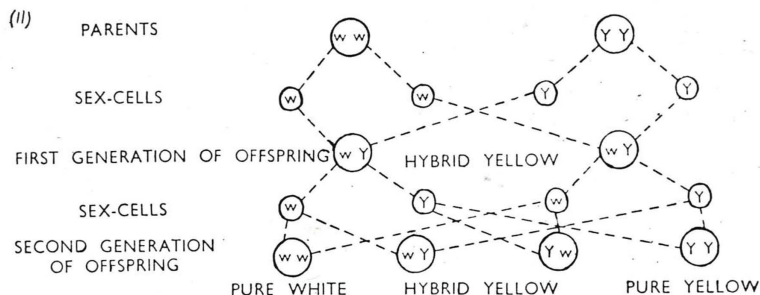 (II)
PARENTS
w w
Y Y
SEX-CELLS
w
w
Y
Y
FIRST GENERATION OF OFFSPRING
w Y
HYBRID YELLOW
w Y
SEX-CELLS
w
Y
w
Y
SECOND GENERATION
OF OFFSPRING
w w
w Y
Y w
Y Y
PURE WHITE
HYBRID YELLOW
PURE YELLOW